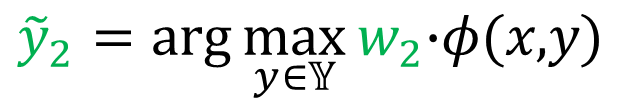 ỹ₂ = arg max w₂·ϕ(x,y)
y∈𝕐